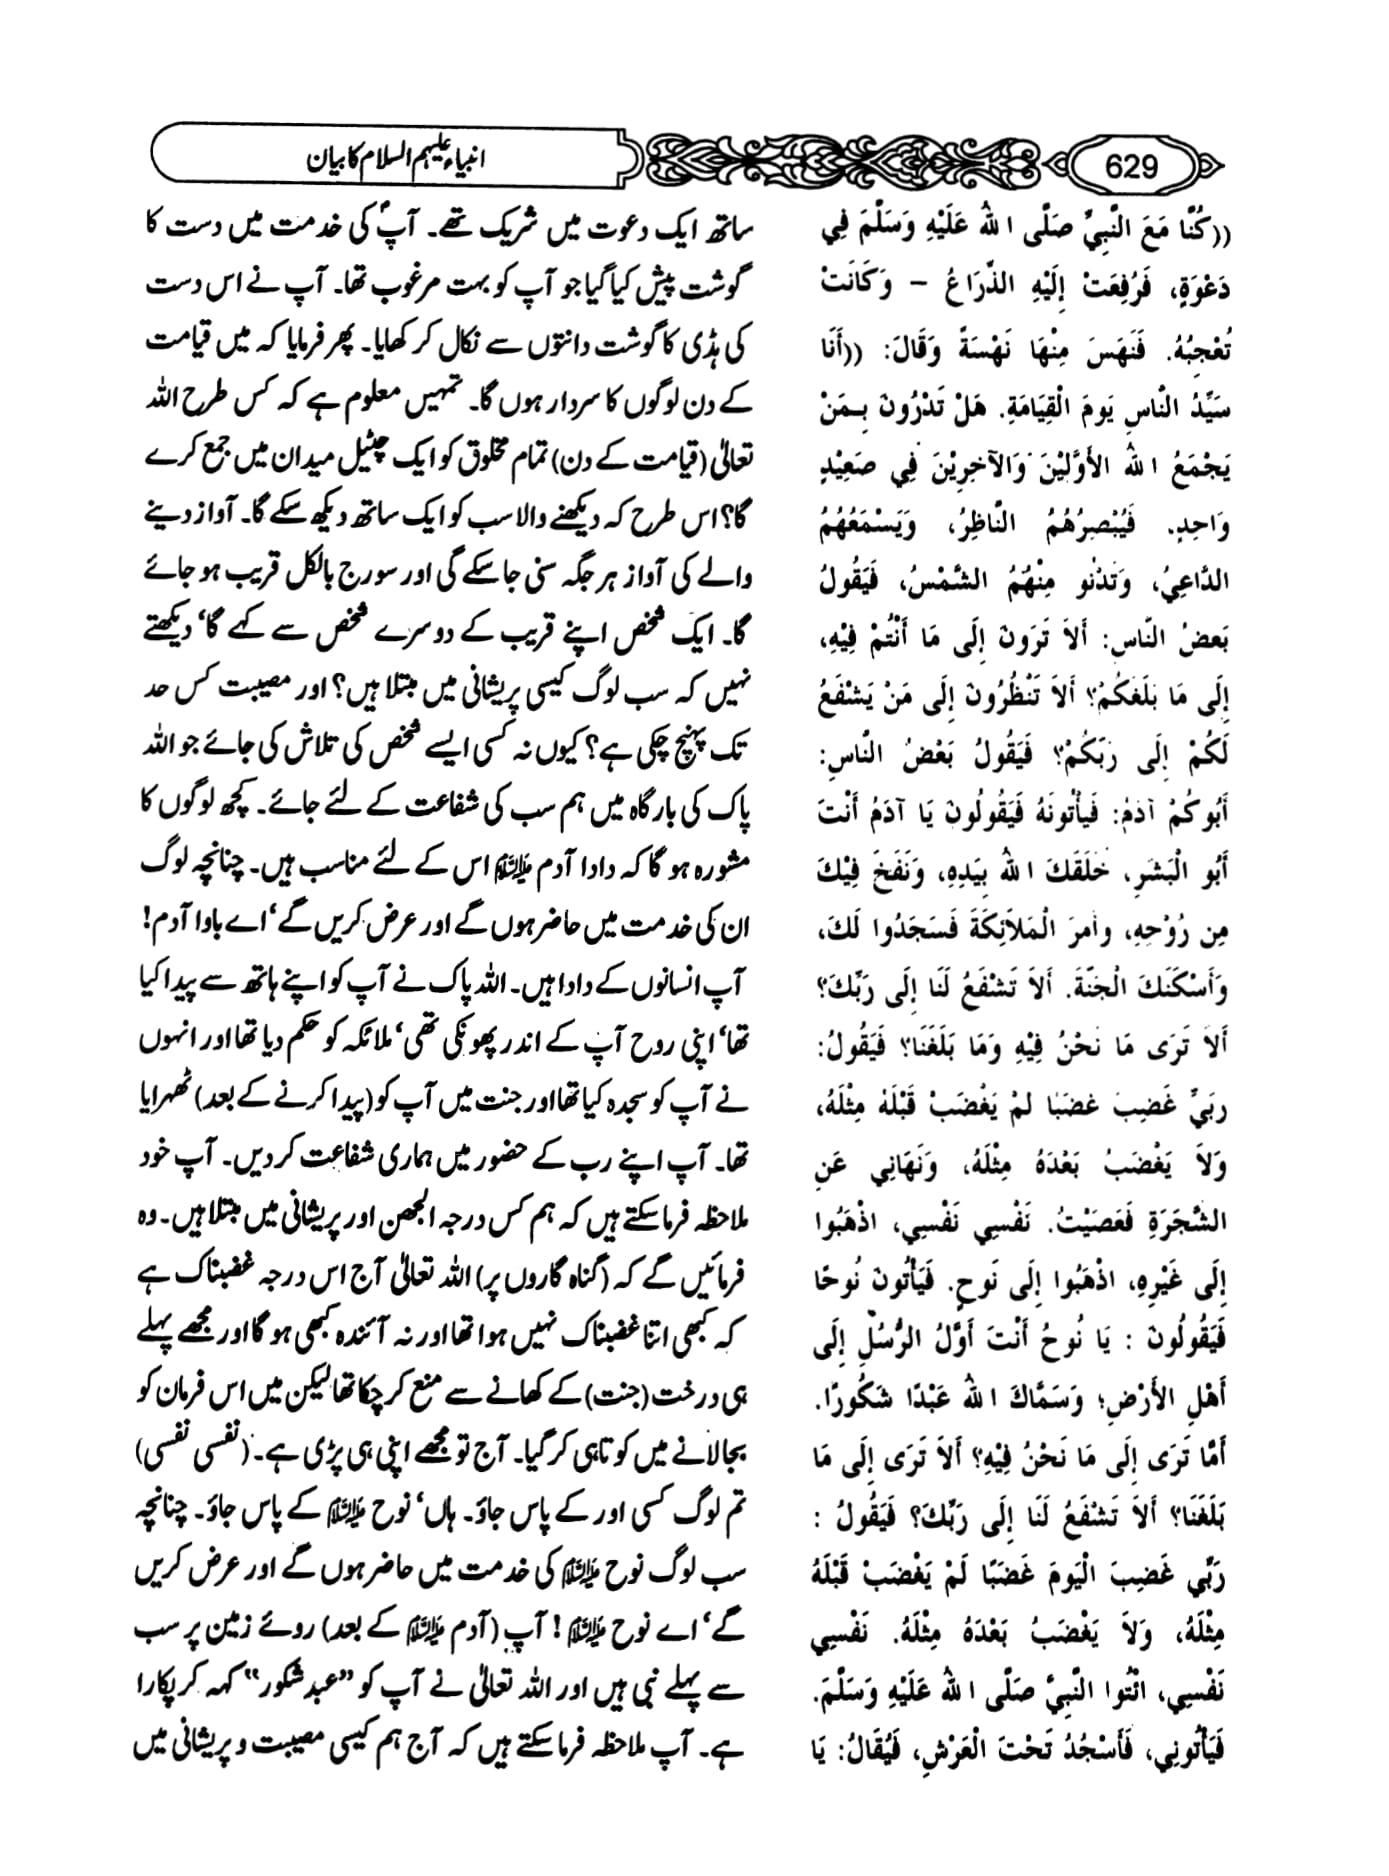 629
انبیاء علیہم السلام کا بیان
((كُنَّا مَعَ النَّبِيِّ صَلَّى اللهُ عَلَيْهِ وَسَلَّمَ فِي
دَعْوَةٍ، فَرُفِعَتْ إِلَيْهِ الذِّرَاعُ – وَكَانَتْ
تُعْجِبُهُ. فَنَهَسَ مِنْهَا نَهْسَةً وَقَالَ: ((أَنَا
سَيِّدُ النَّاسِ يَومَ الْقِيَامَةِ. هَلْ تَدْرُونَ بِمَنْ
يَجْمَعُ اللهُ الأَوَّلِيْنَ وَالآخِرِيْنَ فِي صَعِيْدٍ
وَاحِدٍ. فَيُبْصِرُهُمُ النَّاظِرُ، وَيَسْمَعُهُمُ
الدَّاعِيُ، وَتَدْنُو مِنْهُمُ الشَّمْسُ، فَيَقُولُ
بَعضُ النَّاسِ: أَلاَ تَرَونَ إِلَى مَا أَنْتُمْ فِيْهِ،
إِلَى مَا بَلَغَكُمْ؟ أَلاَ تَنْظُرُونَ إِلَى مَنْ يَشْفَعُ
لَكُمْ إِلَى رَبِّكُمْ؟ فَيَقُولُ بَعْضُ النَّاسِ:
أَبُوكُمْ آدَمُ: فَيَأْتُونَهُ فَيَقُولُونَ يَا آدَمُ أَنْتَ
أَبُو الْبَشَرِ، خَلَقَكَ اللهُ بِيَدِهِ، وَنَفَخَ فِيْكَ
مِن رُوْحِهِ، وأَمرَ الْمَلاَئِكَةَ فَسَجَدُوا لَكَ،
وَأَسْكَنَكَ الْجَنَّةَ. أَلاَ تَشْفَعُ لَنَا إِلَى رَبِّكَ؟
أَلاَ تَرَى مَا نَحْنُ فِيْهِ وَمَا بَلَغَنَا؟ فَيَقُولُ:
ربِّيْ غَضِبَ غَضَبًا لَمْ يَغْضَبْ قَبْلَهُ مِثْلَهُ،
وَلاَ يَغْضَبُ بَعْدَهُ مِثْلَهُ، وَنَهَانِي عَنِ
الشَّجَرَةِ فَعَصَيْتُ. نَفْسِي نَفْسِي، اذْهَبُوا
إِلَى غَيْرِهِ، اذْهَبُوا إِلَى نَوحٍ. فَيَأْتُونَ نُوحًا
فَيَقُولُونَ : يَا نُوحُ أَنْتَ أَوَّلُ الرُّسُلِ إِلَى
أَهْلِ الأَرْضِ؛ وَسَمَّاكَ اللهُ عَبْدًا شَكُورًا.
أَمَّا تَرَى إِلَى مَا نَحْنُ فِيْهِ؟ أَلاَ تَرَى إِلَى مَا
بَلَغَنَا؟ أَلاَ تَشْفَعُ لَنَا إِلَى رَبِّكَ؟ فَيَقُولُ :
رَبِّي غَضِبَ الْيَومَ غَضَبًا لَمْ يَغْضَبْ قَبْلَهُ
مِثْلَهُ، وَلاَ يَغْضَبُ بَعْدَهُ مِثْلَهُ. نَفْسِي
نَفْسِي، ائْتُوا النَّبِيَّ صَلَّى اللهُ عَلَيْهِ وَسَلَّمَ.
فَيَأْتُونِي، فَأَسْجُدُ تَحْتَ الْعَرْشِ، فَيُقَالُ: يَا
ساتھ ایک دعوت میں شریک تھے۔ آپؐ کی خدمت میں دست کا
گوشت پیش کیا گیا جو آپ کو بہت مرغوب تھا۔ آپ نے اس دست
کی ہڈی کا گوشت دانتوں سے نکال کر کھایا۔ پھر فرمایا کہ میں قیامت
کے دن لوگوں کا سردار ہوں گا۔ تمہیں معلوم ہے کہ کس طرح اللہ
تعالیٰ (قیامت کے دن) تمام مخلوق کو ایک چٹیل میدان میں جمع کرے
گا؟ اس طرح کہ دیکھنے والا سب کو ایک ساتھ دیکھ سکے گا۔ آواز دینے
والے کی آواز ہر جگہ سنی جا سکے گی اور سورج بالکل قریب ہو جائے
گا۔ ایک شخص اپنے قریب کے دوسرے شخص سے کہے گا، دیکھتے
نہیں کہ سب لوگ کیسی پریشانی میں مبتلا ہیں؟ اور مصیبت کس حد
تک پہنچ چکی ہے؟ کیوں نہ کسی ایسے شخص کی تلاش کی جائے جو اللہ
پاک کی بارگاہ میں ہم سب کی شفاعت کے لئے جائے۔ کچھ لوگوں کا
مشورہ ہو گا کہ دادا آدم علیہ السلام اس کے لئے مناسب ہیں۔ چنانچہ لوگ
ان کی خدمت میں حاضر ہوں گے اور عرض کریں گے، اے باوا آدم!
آپ انسانوں کے دادا ہیں۔ اللہ پاک نے آپ کو اپنے ہاتھ سے پیدا کیا
تھا، اپنی روح آپ کے اندر پھونکی تھی، ملائکہ کو حکم دیا تھا اور انہوں
نے آپ کو سجدہ کیا تھا اور جنت میں آپ کو (پیدا کرنے کے بعد) ٹھہرایا
تھا۔ آپ اپنے رب کے حضور میں ہماری شفاعت کر دیں۔ آپ خود
ملاحظہ فرما سکتے ہیں کہ ہم کس درجہ الجھن اور پریشانی میں مبتلا ہیں۔ وہ
فرمائیں گے کہ (گناہ گاروں پر) اللہ تعالیٰ آج اس درجہ غضبناک ہے
کہ کبھی اتنا غضبناک نہیں ہوا تھا اور نہ آئندہ کبھی ہو گا اور مجھے پہلے
ہی درخت (جنت) کے کھانے سے منع کر چکا تھا لیکن میں اس فرمان کو
بجا لانے میں کوتاہی کر گیا۔ آج تو مجھے اپنی ہی پڑی ہے۔ (نفسی نفسی)
تم لوگ کسی اور کے پاس جاؤ۔ ہاں، نوح علیہ السلام کے پاس جاؤ۔ چنانچہ
سب لوگ نوح علیہ السلام کی خدمت میں حاضر ہوں گے اور عرض کریں
گے، اے نوح علیہ السلام! آپ (آدم علیہ السلام کے بعد) روئے زمین پر سب
سے پہلے نبی ہیں اور اللہ تعالیٰ نے آپ کو "عبد شکور" کہہ کر پکارا
ہے۔ آپ ملاحظہ فرما سکتے ہیں کہ آج ہم کیسی مصیبت و پریشانی میں